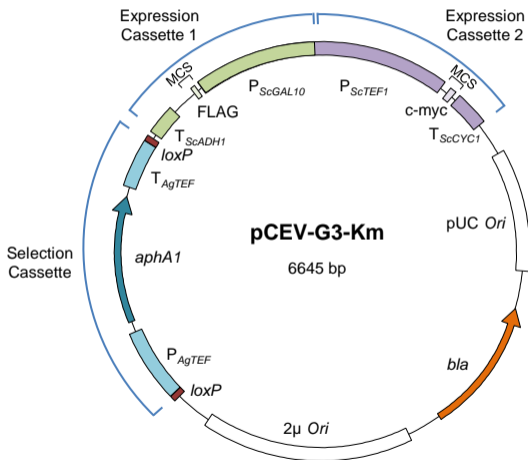 Expression
Cassette 1
Expression
Cassette 2
MCS
MCS
P ScGAL10
P ScTEF1
FLAG
c-myc
T ScADH1
T ScCYC1
loxP
T AgTEF
pUC Ori
pCEV-G3-Km
6645 bp
Selection
Cassette
aphA1
P AgTEF
loxP
bla
2µ Ori